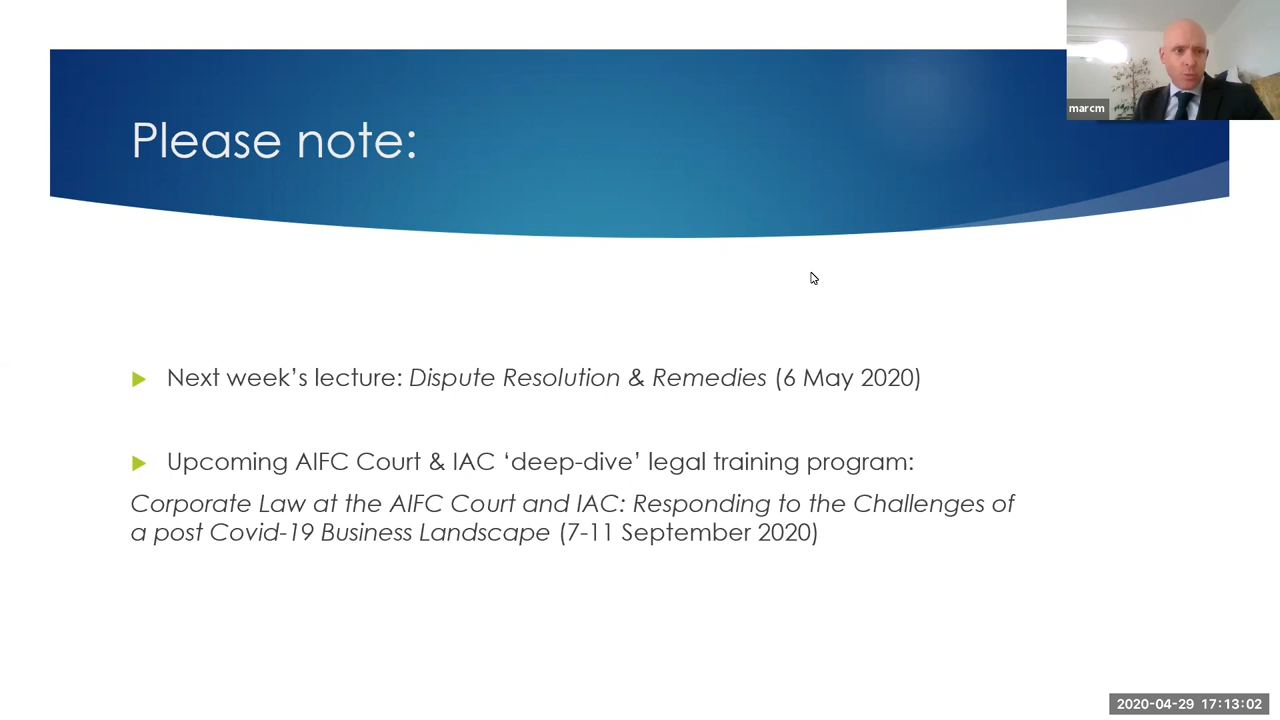 marcm
Please note:
Next week’s lecture: Dispute Resolution & Remedies (6 May 2020)
Upcoming AIFC Court & IAC ‘deep-dive’ legal training program:
Corporate Law at the AIFC Court and IAC: Responding to the Challenges of
a post Covid-19 Business Landscape (7-11 September 2020)
2020-04-29 17:13:02